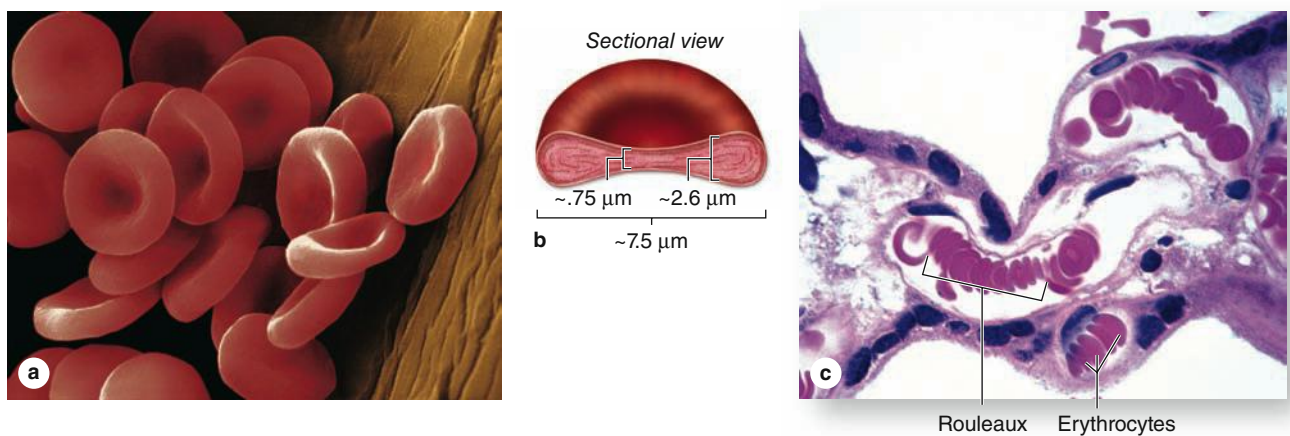 Sectional view
~.75 µm ~2.6 µm
b
~7.5 µm
a
c
Rouleaux Erythrocytes